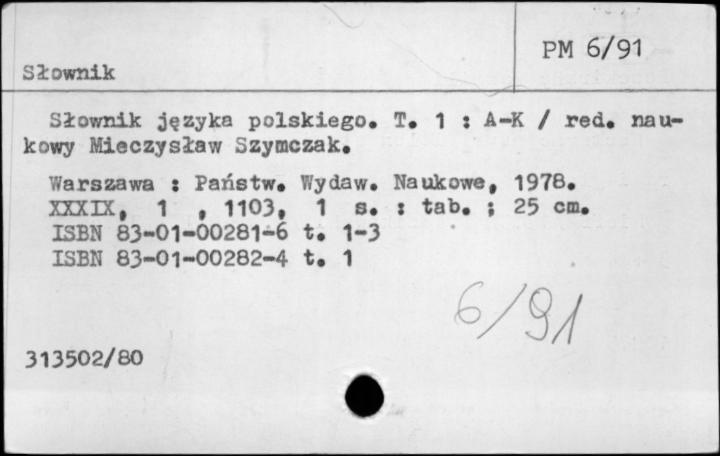 PM 6/91
Słownik
Słownik języka polskiego. T. 1 : A-K / red. nau-
kowy Mieczysław Szymczak.
Warszawa : Państw. Wydaw. Naukowe, 1978.
XXXIX, 1 , 1103, 1 s. : tab. ; 25 cm.
ISBN 83-01-00281-6 t. 1-3
ISBN 83-01-00282-4 t. 1
6/91
313502/80